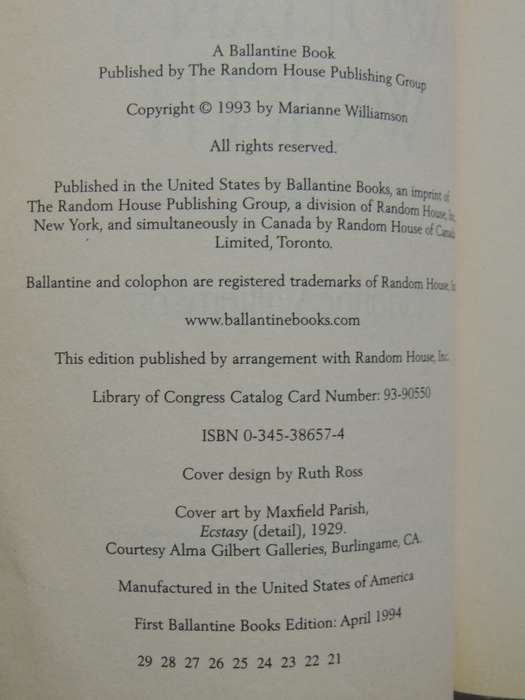 A Ballantine Book
Published by The Random House Publishing Group
Copyright © 1993 by Marianne Williamson
All rights reserved.
Published in the United States by Ballantine Books, an imprint of
The Random House Publishing Group, a division of Random House, Inc.
New York, and simultaneously in Canada by Random House of Canada
Limited, Toronto.
Ballantine and colophon are registered trademarks of Random House, In
www.ballantinebooks.com
This edition published by arrangement with Random House, Inc.
Library of Congress Catalog Card Number: 93-90550
ISBN 0-345-38657-4
Cover design by Ruth Ross
Cover art by Maxfield Parish,
Ecstasy (detail), 1929.
Courtesy Alma Gilbert Galleries, Burlingame, CA.
Manufactured in the United States of America
First Ballantine Books Edition: April 1994
29 28 27 26 25 24 23 22 21